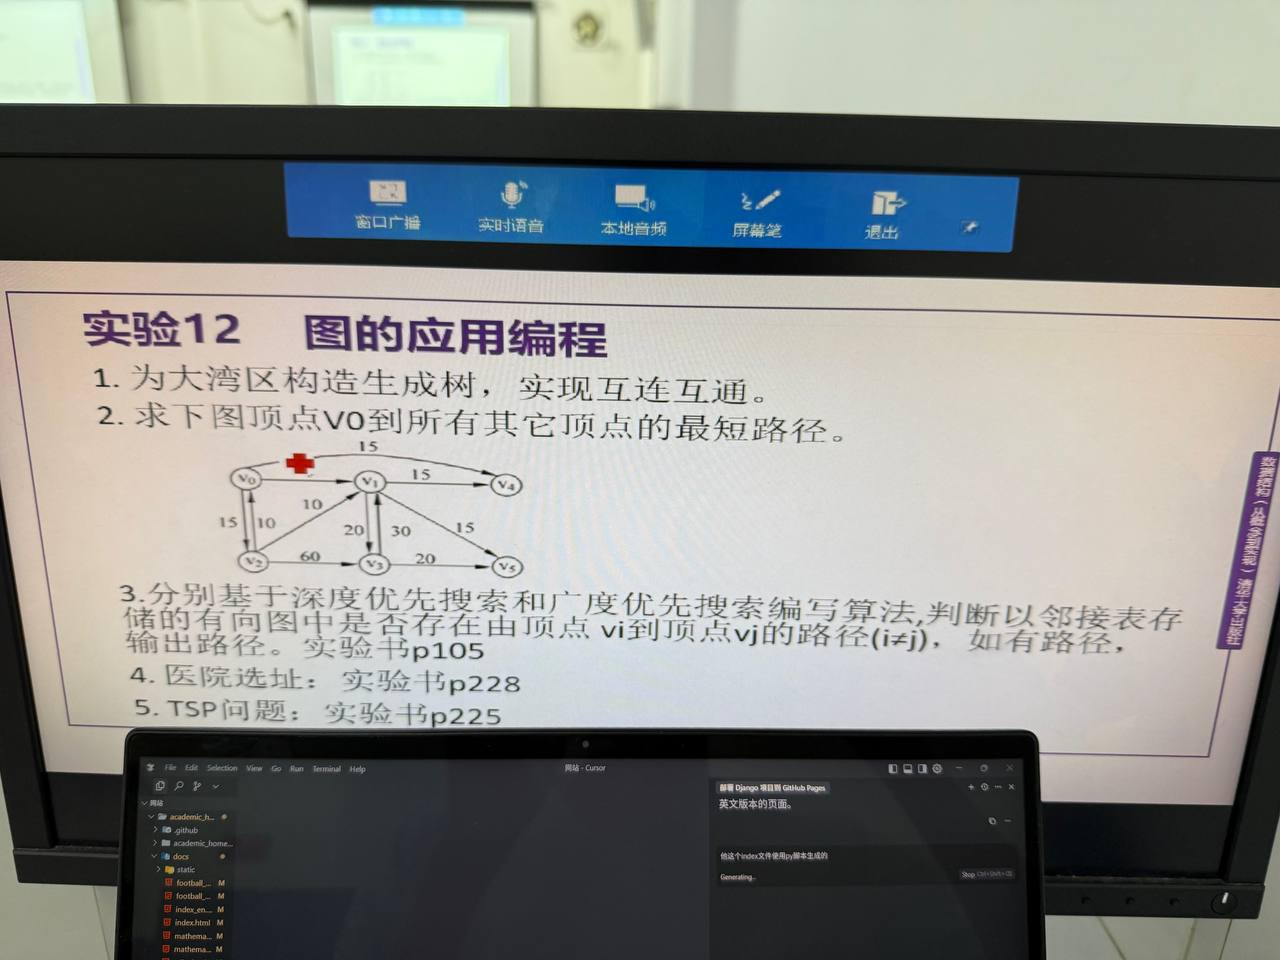 窗口广播 实时语音 本地音频 屏幕笔 退出
实验12 图的应用编程
1. 为大湾区构造生成树，实现互连互通。
2. 求下图顶点V0到所有其它顶点的最短路径。
15
V0 V1 15 V4
10
15 10 20 30 15
V2 60 V3 20 V5
3.分别基于深度优先搜索和广度优先搜索编写算法,判断以邻接表存
储的有向图中是否存在由顶点 vi到顶点vj的路径(i≠j)， 如有路径，
输出路径。实验书p105
4. 医院选址： 实验书p228
5. TSP问题： 实验书p225
数据结构（从概念到实现）清华大学出版社
File Edit Selection View Go Run Terminal Help
网站 - Cursor
网站
academic_h...
.github
academic_home...
docs
static
football_... M
football_... M
index_en... M
index.html M
mathema... M
mathema... M
部署 Django 项目到 GitHub Pages
英文版本的页面。
他这个index文件使用py脚本生成的
Generating...
Stop Ctrl+Shift+